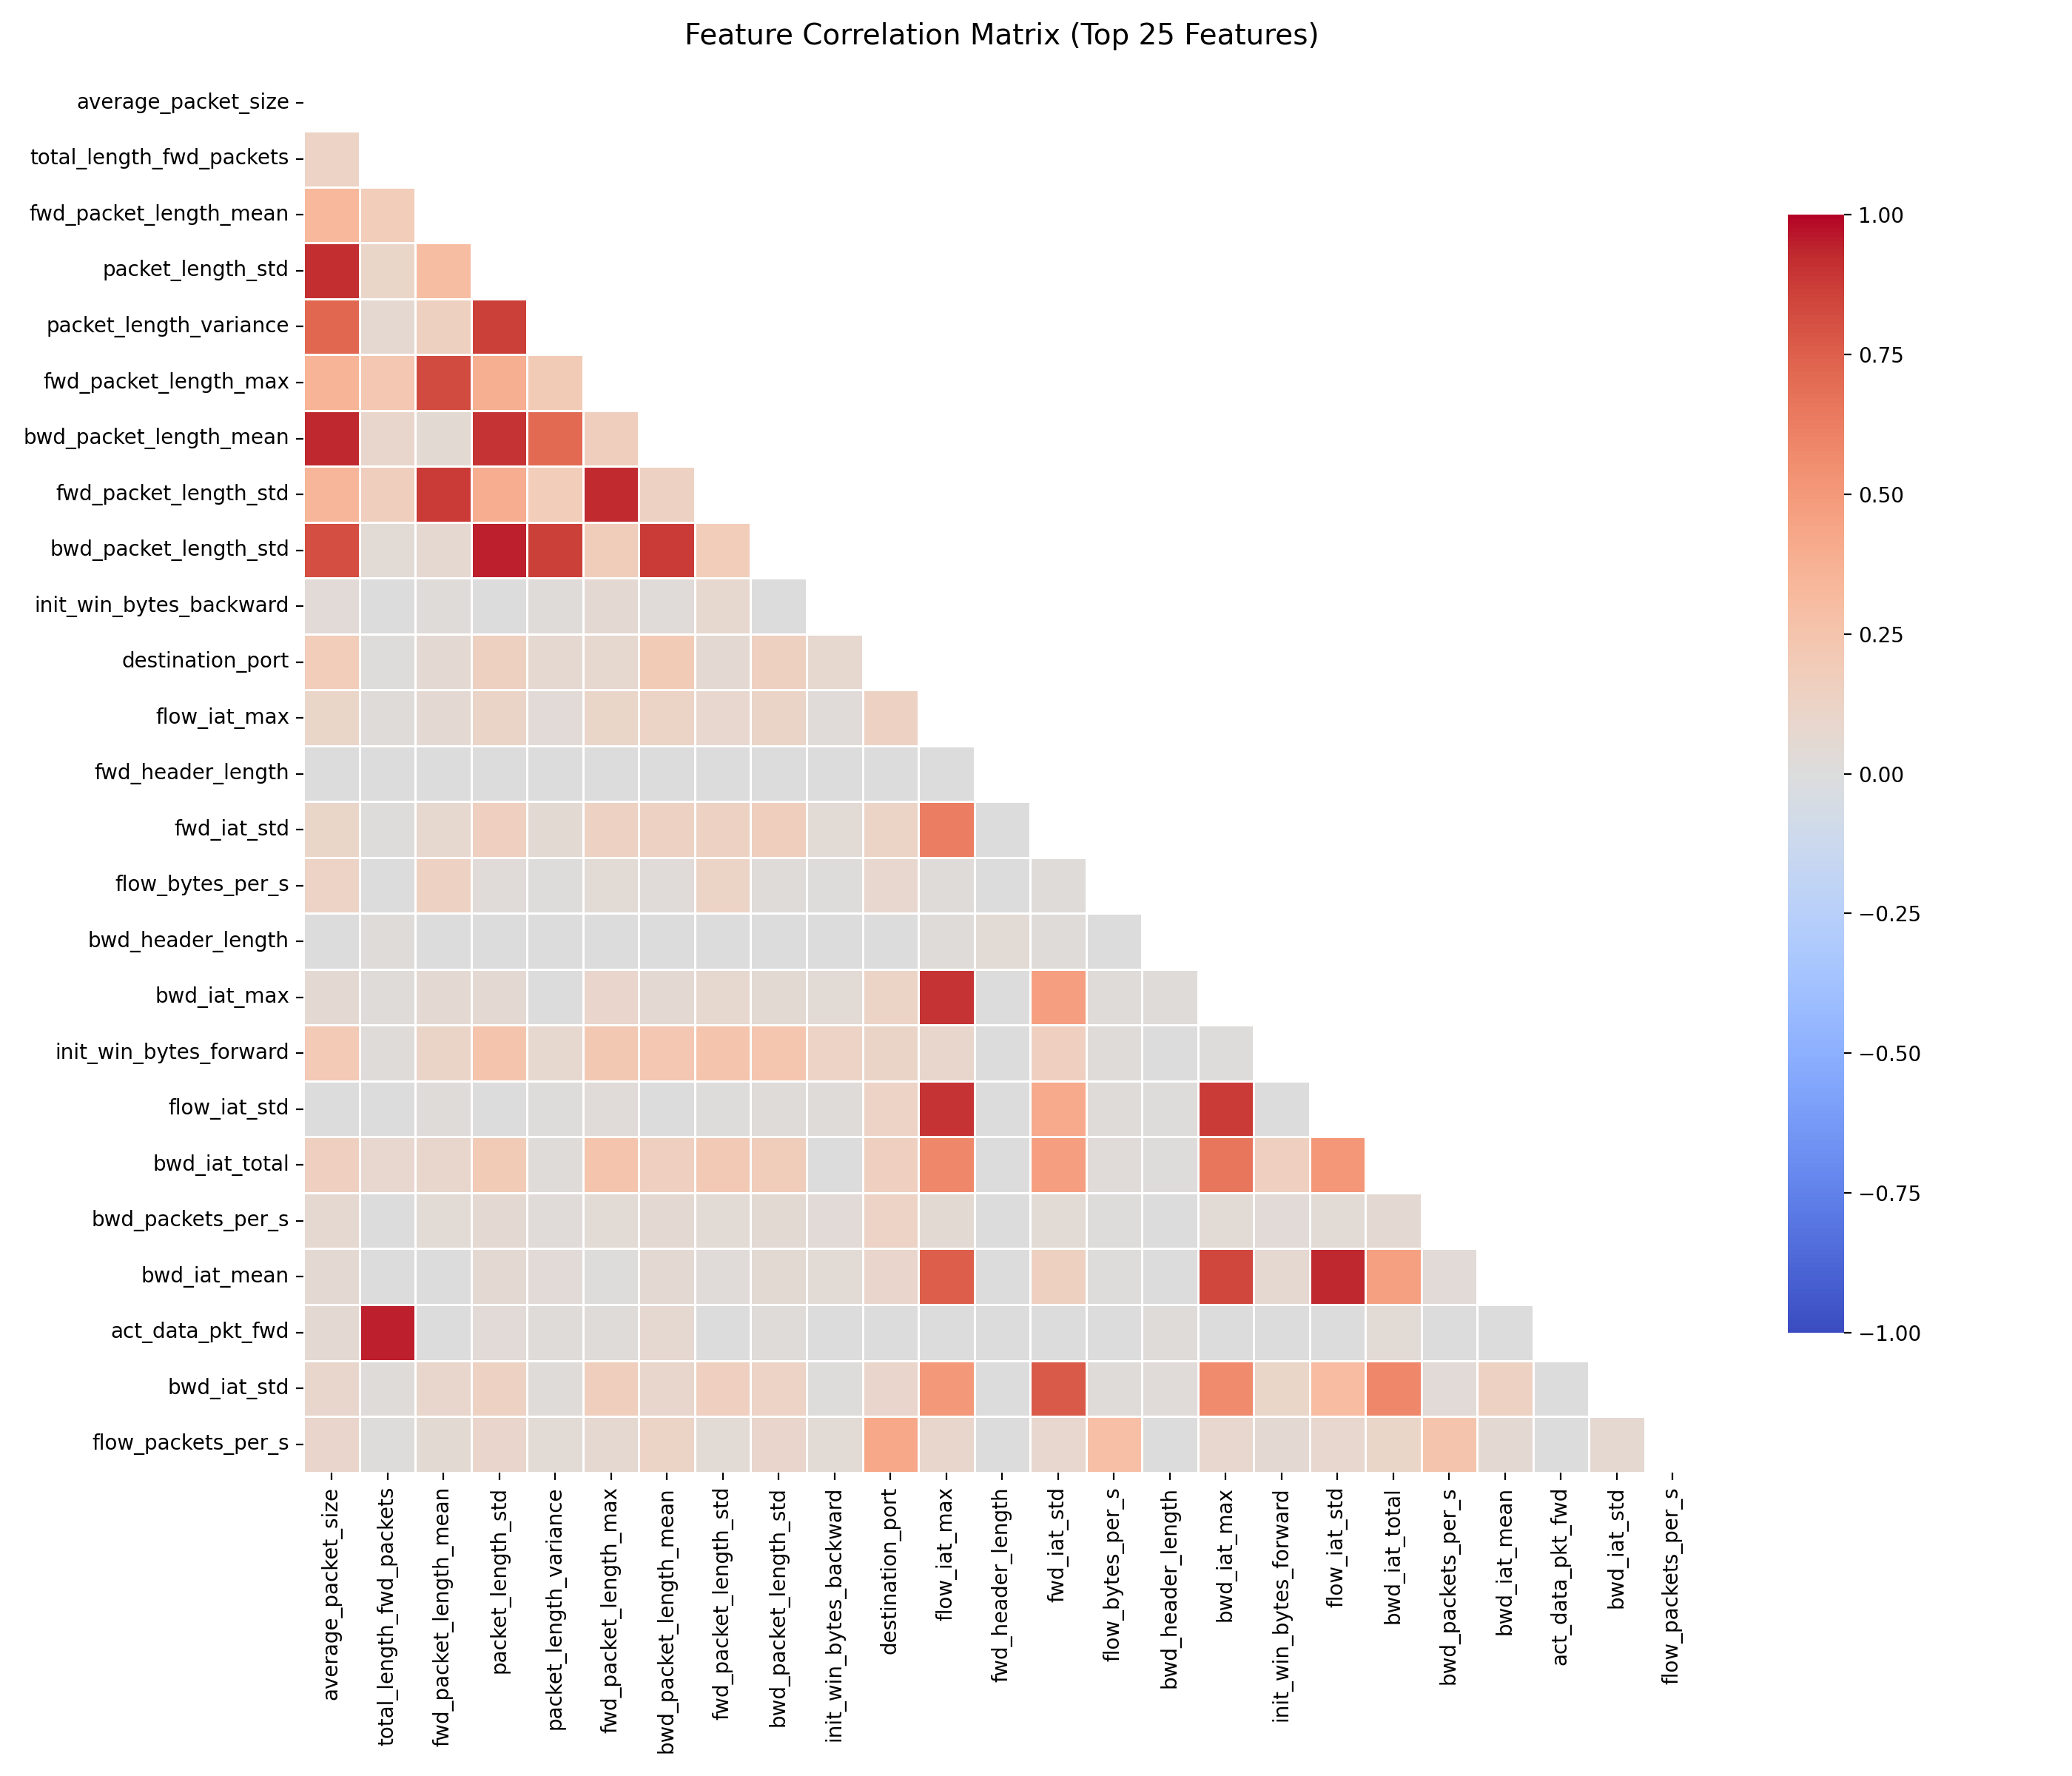 Feature Correlation Matrix (Top 25 Features)
average_packet_size
total_length_fwd_packets
fwd_packet_length_mean
packet_length_std
packet_length_variance
fwd_packet_length_max
bwd_packet_length_mean
fwd_packet_length_std
bwd_packet_length_std
init_win_bytes_backward
destination_port
flow_iat_max
fwd_header_length
fwd_iat_std
flow_bytes_per_s
bwd_header_length
bwd_iat_max
init_win_bytes_forward
flow_iat_std
bwd_iat_total
bwd_packets_per_s
bwd_iat_mean
act_data_pkt_fwd
bwd_iat_std
flow_packets_per_s
average_packet_size
total_length_fwd_packets
fwd_packet_length_mean
packet_length_std
packet_length_variance
fwd_packet_length_max
bwd_packet_length_mean
fwd_packet_length_std
bwd_packet_length_std
init_win_bytes_backward
destination_port
flow_iat_max
fwd_header_length
fwd_iat_std
flow_bytes_per_s
bwd_header_length
bwd_iat_max
init_win_bytes_forward
flow_iat_std
bwd_iat_total
bwd_packets_per_s
bwd_iat_mean
act_data_pkt_fwd
bwd_iat_std
flow_packets_per_s
1.00
0.75
0.50
0.25
0.00
−0.25
−0.50
−0.75
−1.00